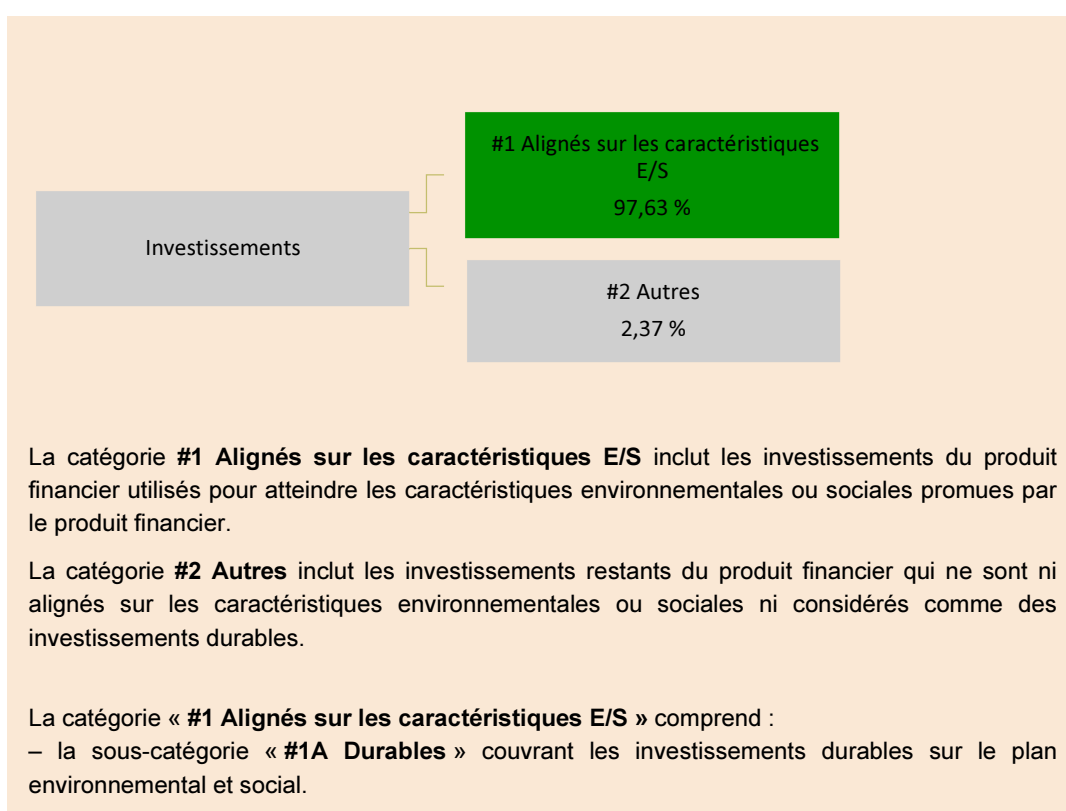 #1 Alignés sur les caractéristiques
E/S
97,63 %
Investissements
#2 Autres
2,37 %
La catégorie #1 Alignés sur les caractéristiques E/S inclut les investissements du produit
financier utilisés pour atteindre les caractéristiques environnementales ou sociales promues par
le produit financier.
La catégorie #2 Autres inclut les investissements restants du produit financier qui ne sont ni
alignés sur les caractéristiques environnementales ou sociales ni considérés comme des
investissements durables.
La catégorie « #1 Alignés sur les caractéristiques E/S » comprend :
– la sous-catégorie « #1A Durables » couvrant les investissements durables sur le plan
environnemental et social.